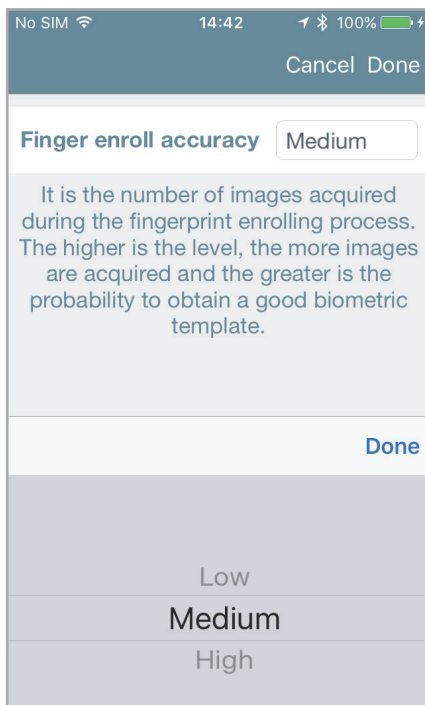 No SIM 14:42 100%
Cancel Done
Finger enroll accuracy Medium
It is the number of images acquired
during the fingerprint enrolling process.
The higher is the level, the more images
are acquired and the greater is the
probability to obtain a good biometric
template.
Done
Low
Medium
High